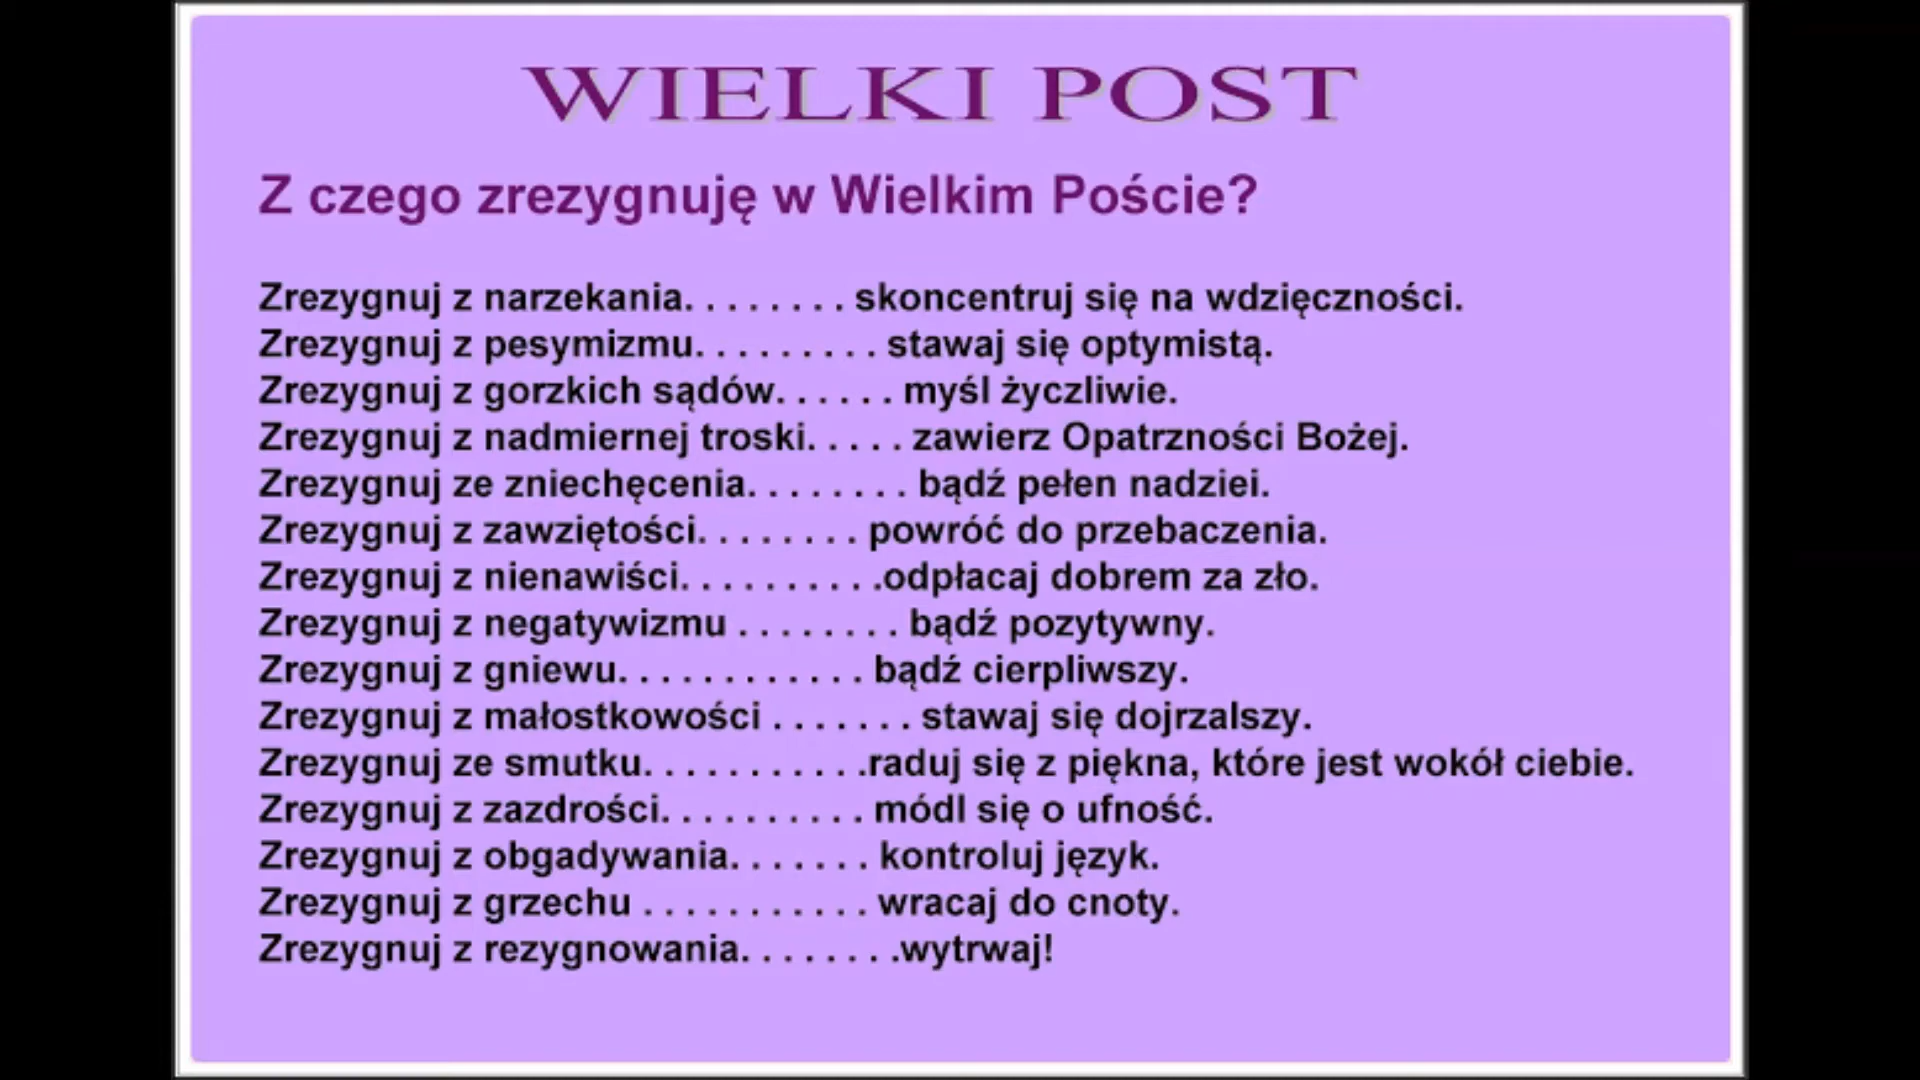 WIELKI POST
Z czego zrezygnuję w Wielkim Poście?
Zrezygnuj z narzekania. . . . . . . . skoncentruj się na wdzięczności.
Zrezygnuj z pesymizmu. . . . . . . . . stawaj się optymistą.
Zrezygnuj z gorzkich sądów. . . . . . myśl życzliwie.
Zrezygnuj z nadmiernej troski. . . . . zawierz Opatrzności Bożej.
Zrezygnuj ze zniechęcenia. . . . . . . . bądź pełen nadziei.
Zrezygnuj z zawziętości. . . . . . . . powróć do przebaczenia.
Zrezygnuj z nienawiści. . . . . . . . . .odpłacaj dobrem za zło.
Zrezygnuj z negatywizmu . . . . . . . . bądź pozytywny.
Zrezygnuj z gniewu. . . . . . . . . . . . bądź cierpliwszy.
Zrezygnuj z małostkowości . . . . . . . stawaj się dojrzalszy.
Zrezygnuj ze smutku. . . . . . . . . . .raduj się z piękna, które jest wokół ciebie.
Zrezygnuj z zazdrości. . . . . . . . . . módl się o ufność.
Zrezygnuj z obgadywania. . . . . . . kontroluj język.
Zrezygnuj z grzechu . . . . . . . . . . . wracaj do cnoty.
Zrezygnuj z rezygnowania. . . . . . . .wytrwaj!